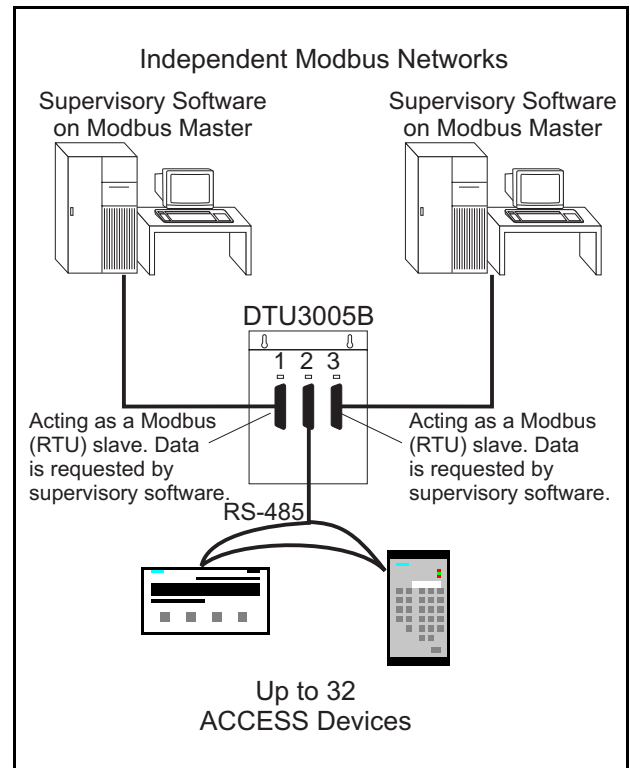 Independent Modbus Networks
Supervisory Software
on Modbus Master
Supervisory Software
on Modbus Master
DTU3005B
1 2 3
Acting as a Modbus
(RTU) slave. Data
is requested by
supervisory software.
Acting as a Modbus
(RTU) slave. Data
is requested by
supervisory software.
RS-485
Up to 32
ACCESS Devices